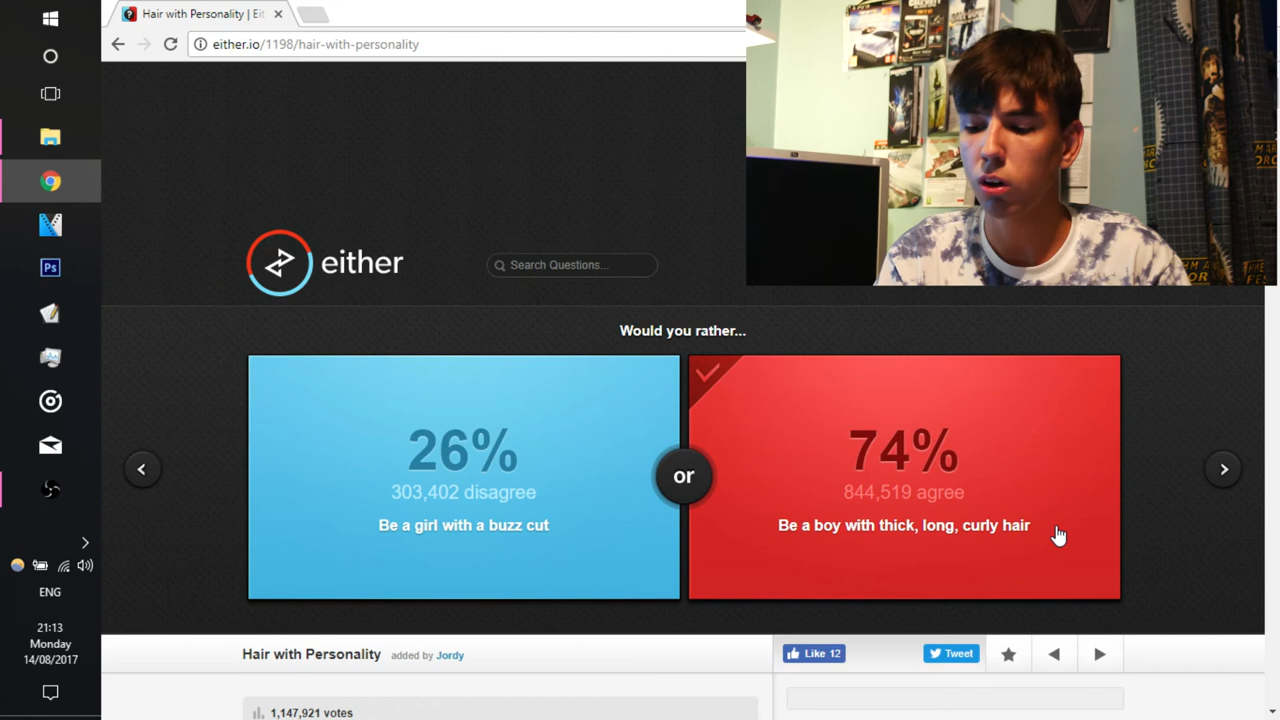 Hair with Personality | Eit
either.io/1198/hair-with-personality
either
Search Questions...
Would you rather...
26%
303,402 disagree
Be a girl with a buzz cut
or
74%
844,519 agree
Be a boy with thick, long, curly hair
Hair with Personality added by Jordy
Like 12
Tweet
1,147,921 votes
Ps
ENG
21:13
Monday
14/08/2017